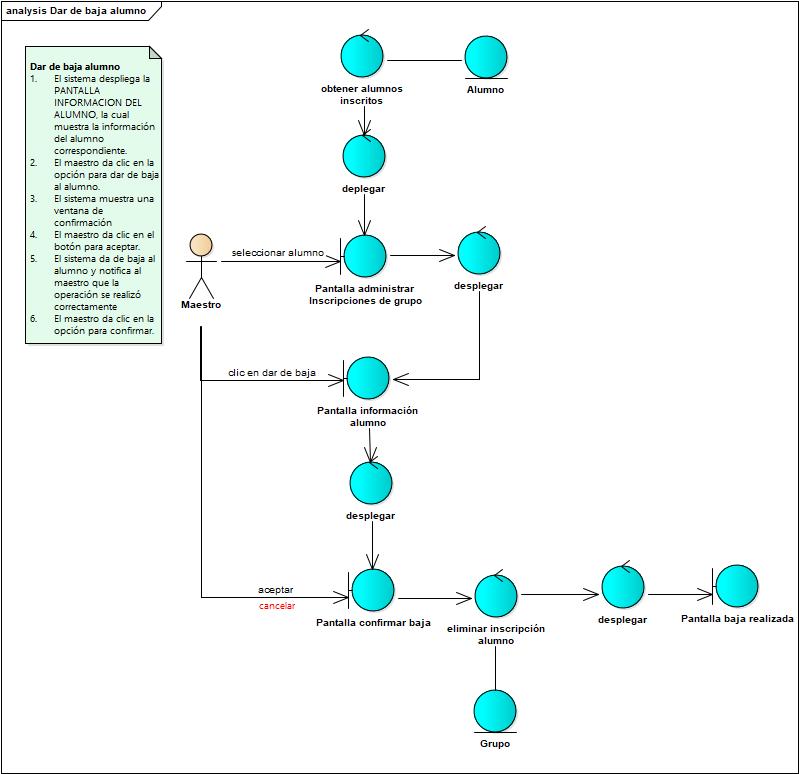 analysis Dar de baja alumno
Dar de baja alumno
1. El sistema despliega la
PANTALLA
INFORMACION DEL
ALUMNO, la cual
muestra la información
del alumno
correspondiente.
2. El maestro da clic en la
opción para dar de baja
al alumno.
3. El sistema muestra una
ventana de
confirmación
4. El maestro da clic en el
botón para aceptar.
5. El sistema da de baja al
alumno y notifica al
maestro que la
operación se realizó
correctamente
6. El maestro da clic en la
opción para confirmar.
obtener alumnos
inscritos
Alumno
deplegar
seleccionar alumno
Maestro
Pantalla administrar
Inscripciones de grupo
desplegar
clic en dar de baja
Pantalla información
alumno
desplegar
aceptar
cancelar
Pantalla confirmar baja
eliminar inscripción
alumno
desplegar
Pantalla baja realizada
Grupo